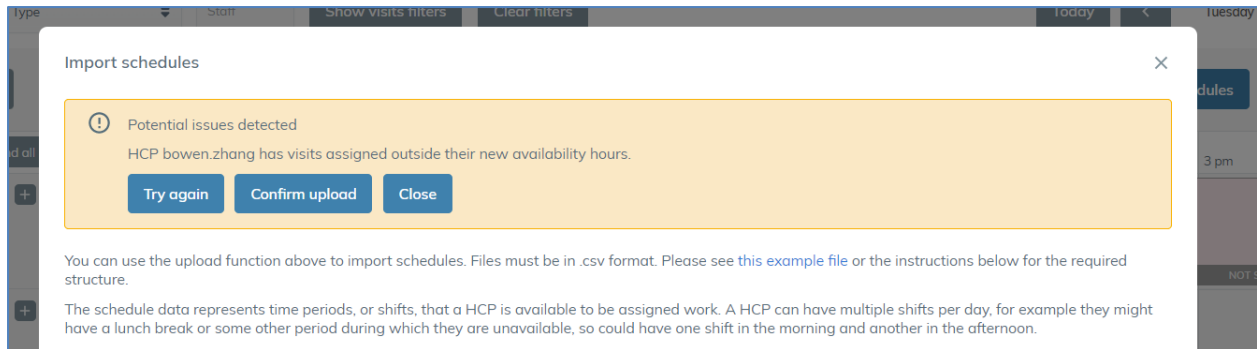 Type Staff Show visits filters Clear filters Today < Tuesday
Import schedules
dules
Potential issues detected
HCP bowen.zhang has visits assigned outside their new availability hours.
nd all
3 pm
Try again Confirm upload Close
You can use the upload function above to import schedules. Files must be in .csv format. Please see this example file or the instructions below for the required
structure.
NOT S
The schedule data represents time periods, or shifts, that a HCP is available to be assigned work. A HCP can have multiple shifts per day, for example they might
have a lunch break or some other period during which they are unavailable, so could have one shift in the morning and another in the afternoon.